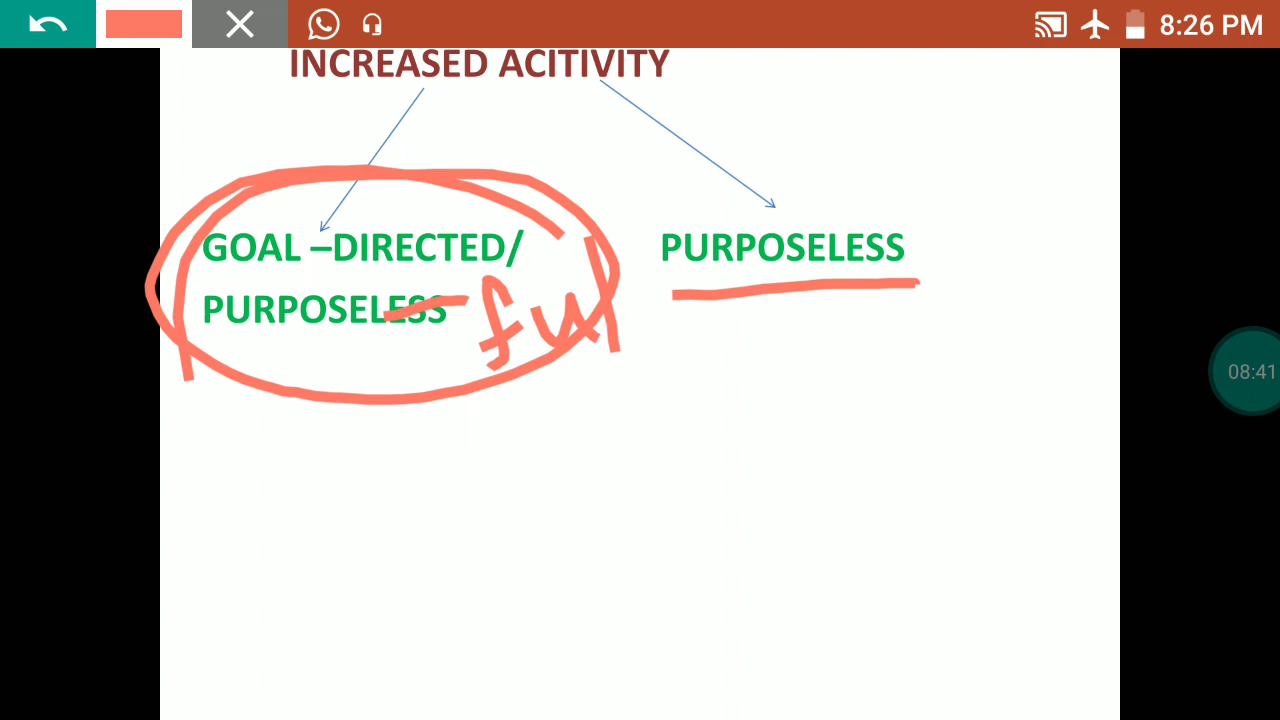 8:26 PM
INCREASED ACITIVITY
GOAL –DIRECTED/
PURPOSELESS
ful
PURPOSELESS
08:41